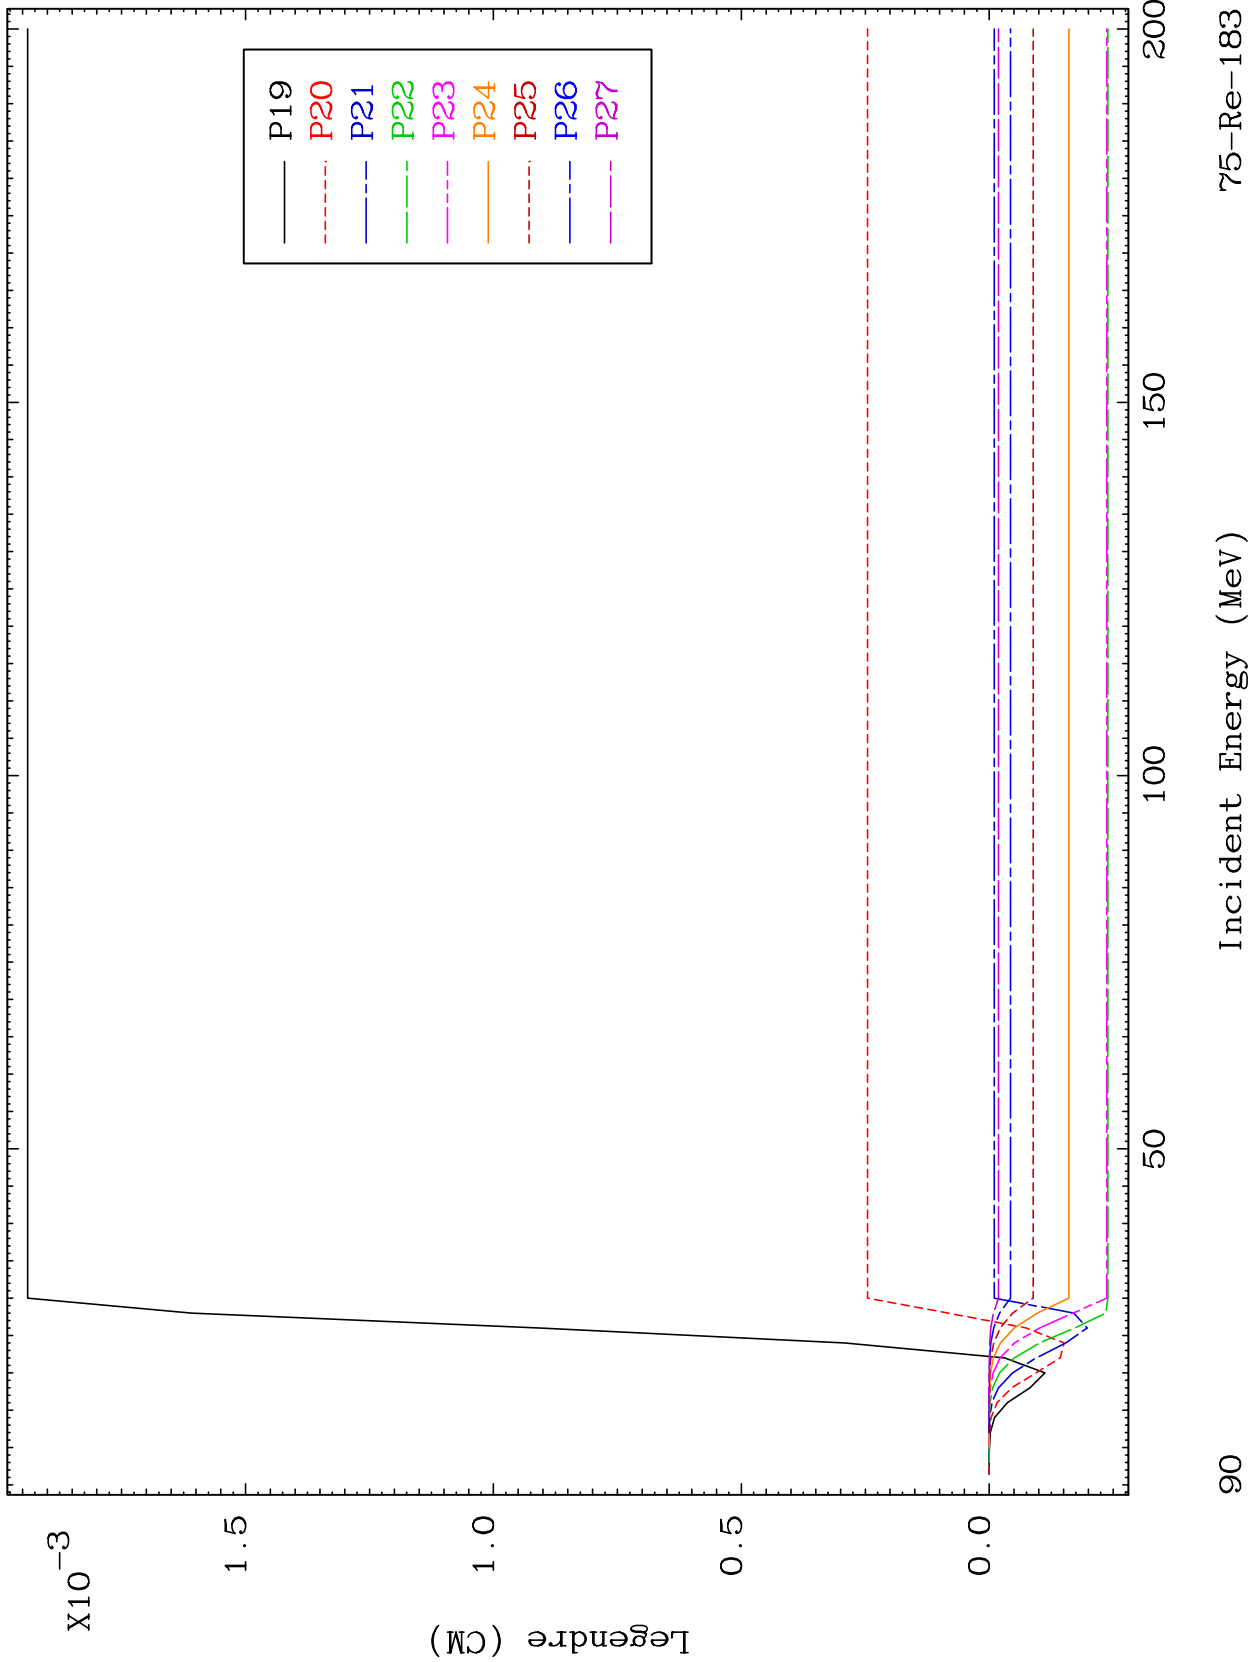 X10-3
Legendre (CM)
1.5
1.0
0.5
0.0
P19
P20
P21
P22
P23
P24
P25
P26
P27
50
100
150
200
Incident Energy (MeV)
90
75-Re-183